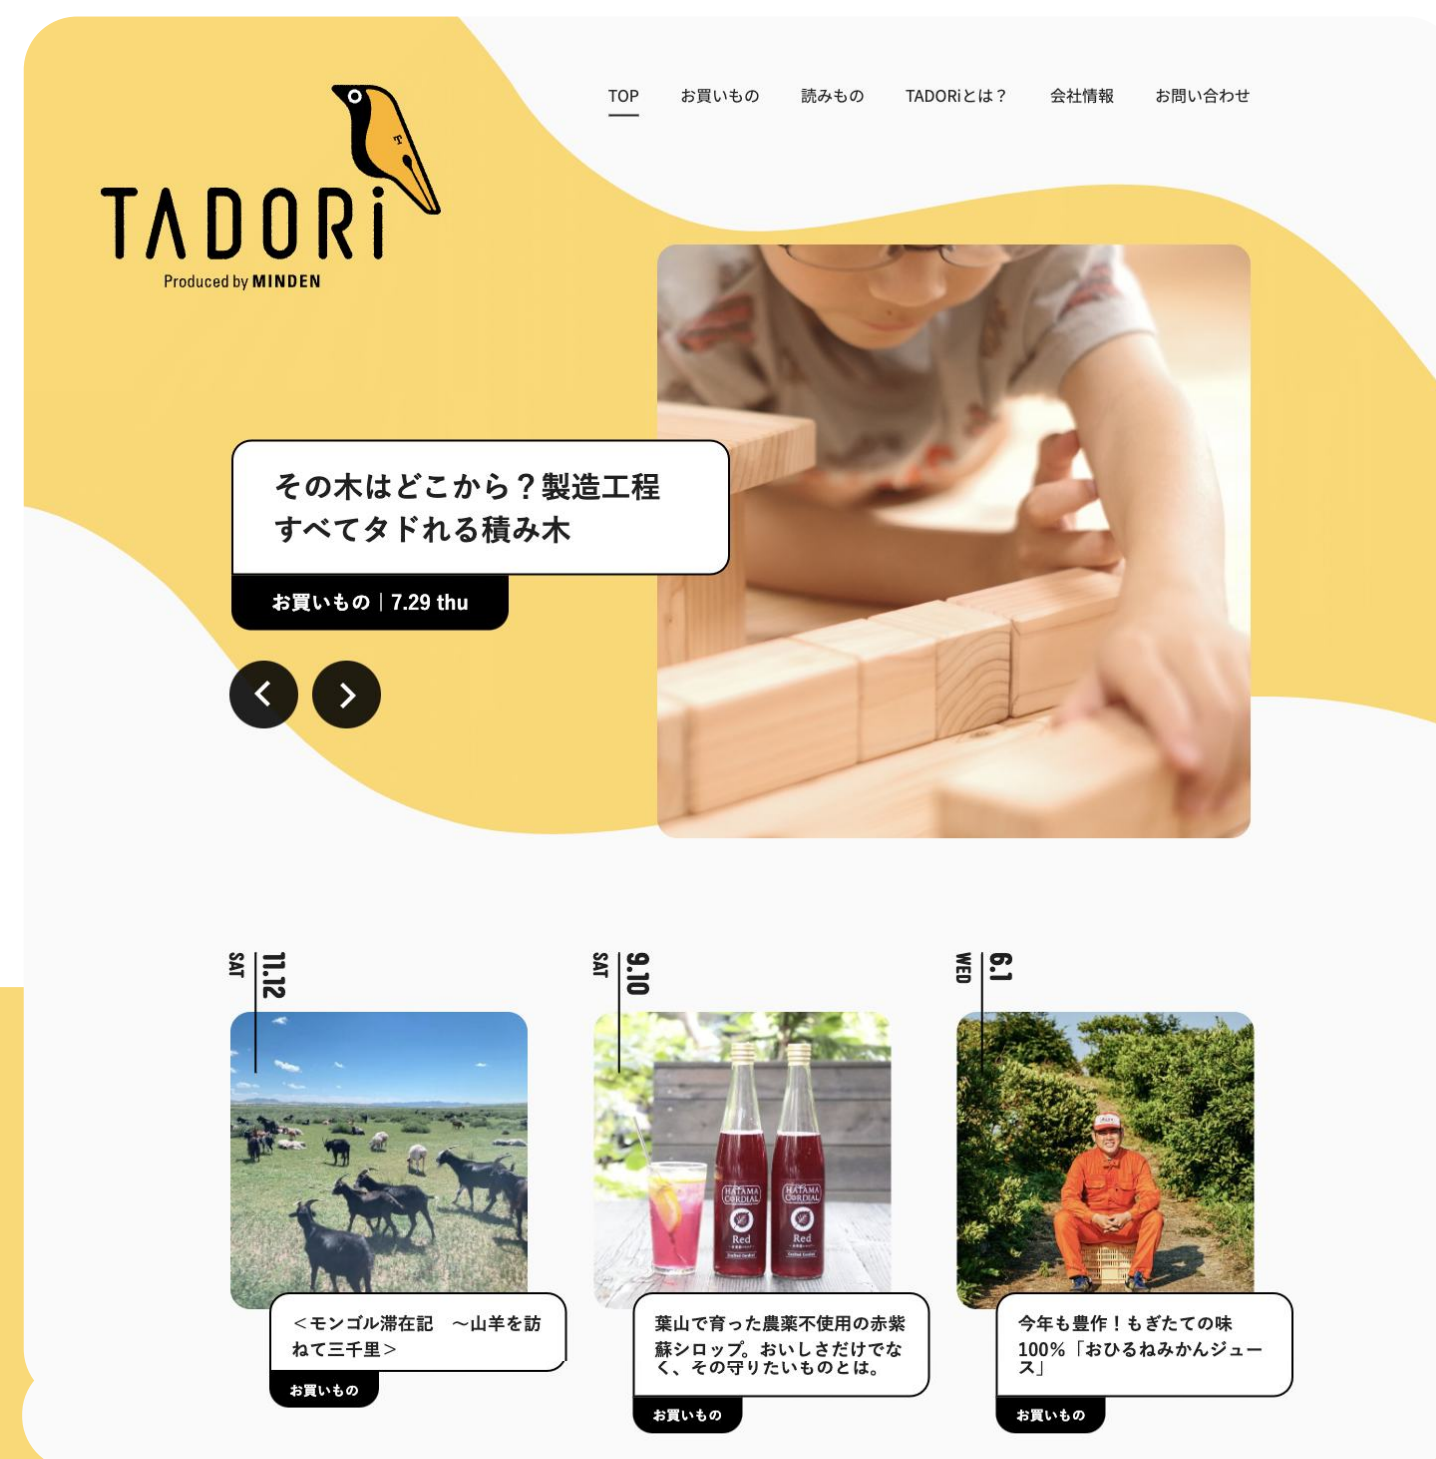 TADORi
Produced by MINDEN
TOP
お買いもの
読みもの
TADORiとは？
会社情報
お問い合わせ
その木はどこから？製造工程
すべてタドれる積み木
お買いもの｜7.29 thu
11.12
SAT
＜モンゴル滞在記　～山羊を訪
ねて三千里＞
お買いもの
9.10
SAT
HATAMA
CORDIAL
Red
HATAMA
CORDIAL
Red
葉山で育った農薬不使用の赤紫
蘇シロップ。おいしさだけでな
く、その守りたいものとは。
お買いもの
6.1
WED
今年も豊作！もぎたての味
100%「おひるねみかんジュー
ス」
お買いもの